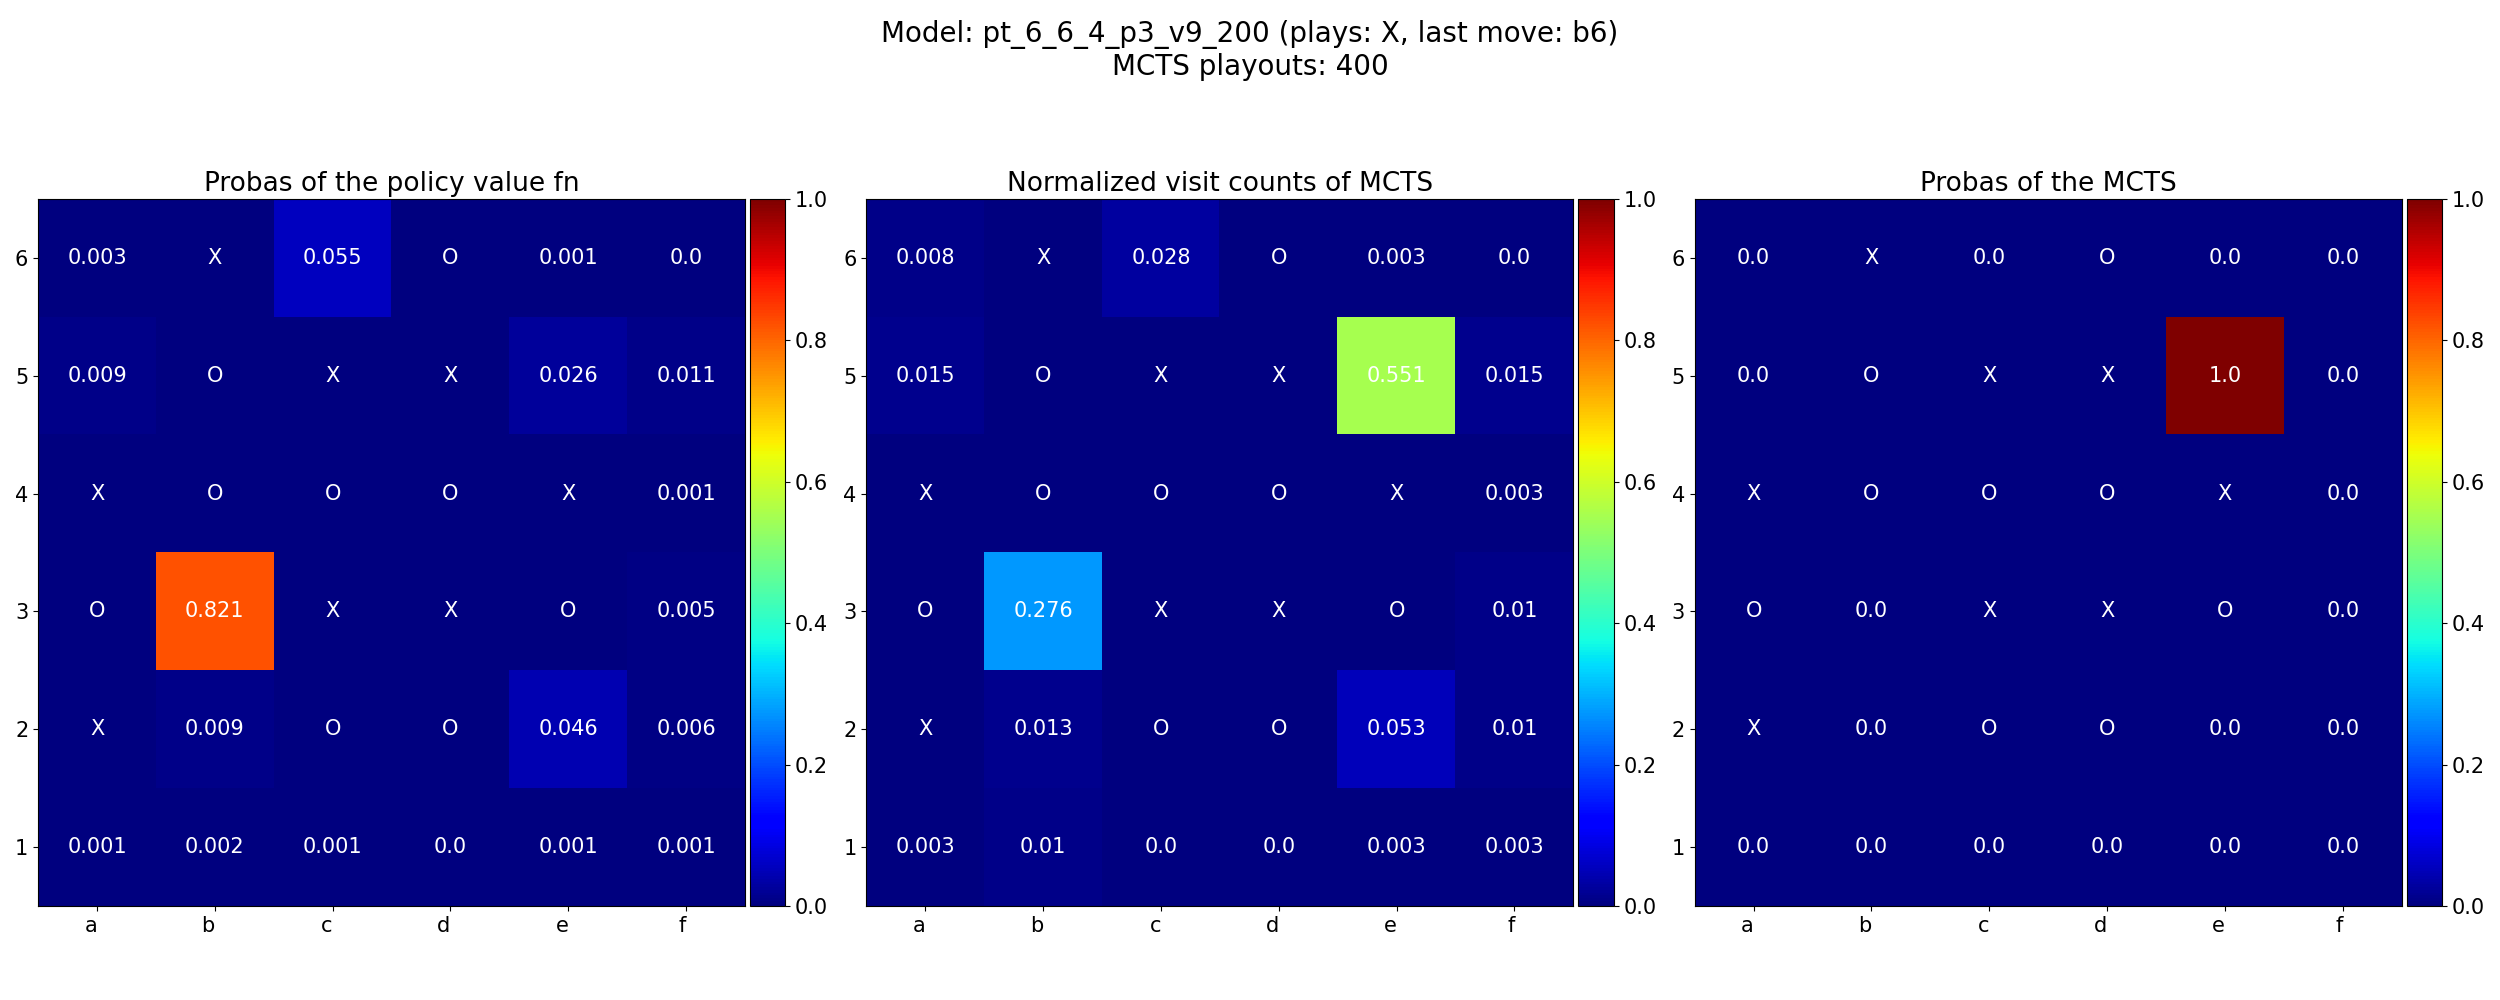 Model: pt_6_6_4_p3_v9_200 (plays: X, last move: b6)
MCTS playouts: 400
Probas of the policy value fn
6 0.003 X 0.055 O 0.001 0.0
5 0.009 O X X 0.026 0.011
4 X O O O X 0.001
3 O 0.821 X X O 0.005
2 X 0.009 O O 0.046 0.006
1 0.001 0.002 0.001 0.0 0.001 0.001
a b c d e f
1.0
0.8
0.6
0.4
0.2
0.0
Normalized visit counts of MCTS
6 0.008 X 0.028 O 0.003 0.0
5 0.015 O X X 0.551 0.015
4 X O O O X 0.003
3 O 0.276 X X O 0.01
2 X 0.013 O O 0.053 0.01
1 0.003 0.01 0.0 0.0 0.003 0.003
a b c d e f
1.0
0.8
0.6
0.4
0.2
0.0
Probas of the MCTS
6 0.0 X 0.0 O 0.0 0.0
5 0.0 O X X 1.0 0.0
4 X O O O X 0.0
3 O 0.0 X X O 0.0
2 X 0.0 O O 0.0 0.0
1 0.0 0.0 0.0 0.0 0.0 0.0
a b c d e f
1.0
0.8
0.6
0.4
0.2
0.0